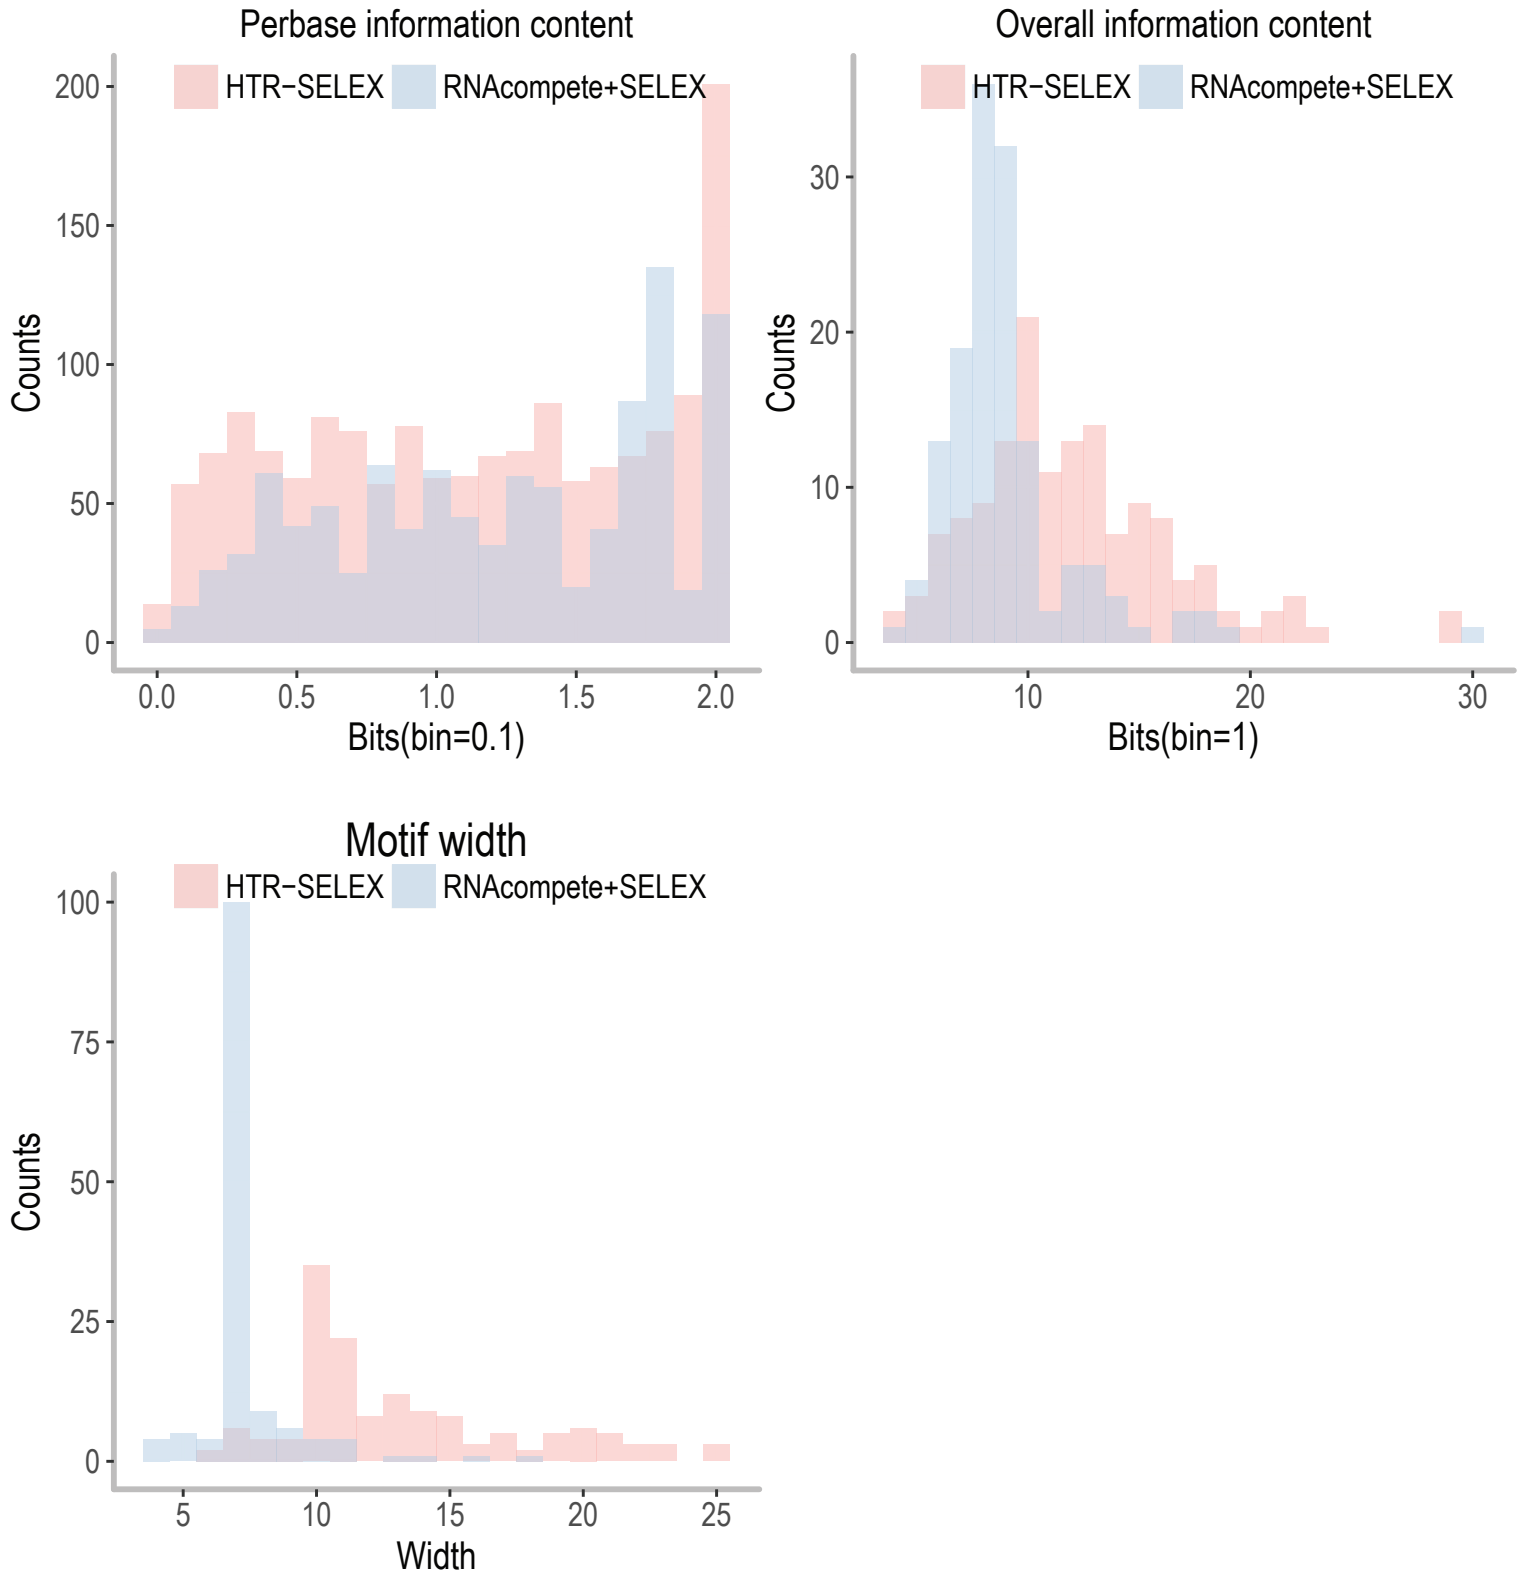 Perbase information content
HTR−SELEX RNAcompete+SELEX
Counts
200
150
100
50
0
0.0 0.5 1.0 1.5 2.0
Bits(bin=0.1)
Overall information content
HTR−SELEX RNAcompete+SELEX
Counts
30
20
10
0
10 20 30
Bits(bin=1)
Motif width
HTR−SELEX RNAcompete+SELEX
Counts
100
75
50
25
0
5 10 15 20 25
Width